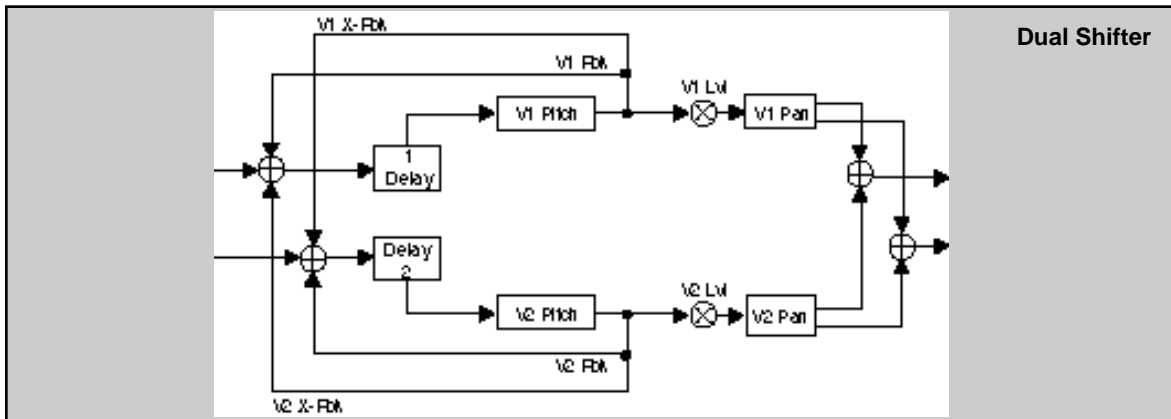 Dual Shifter
V1 X-Fbk
V1 Fbk
V1 Lvl
V1 Pitch
V1 Pan
1
Delay
Delay
2
V2 Lvl
V2 Pitch
V2 Pan
V2 Fbk
V2 X-Fbk